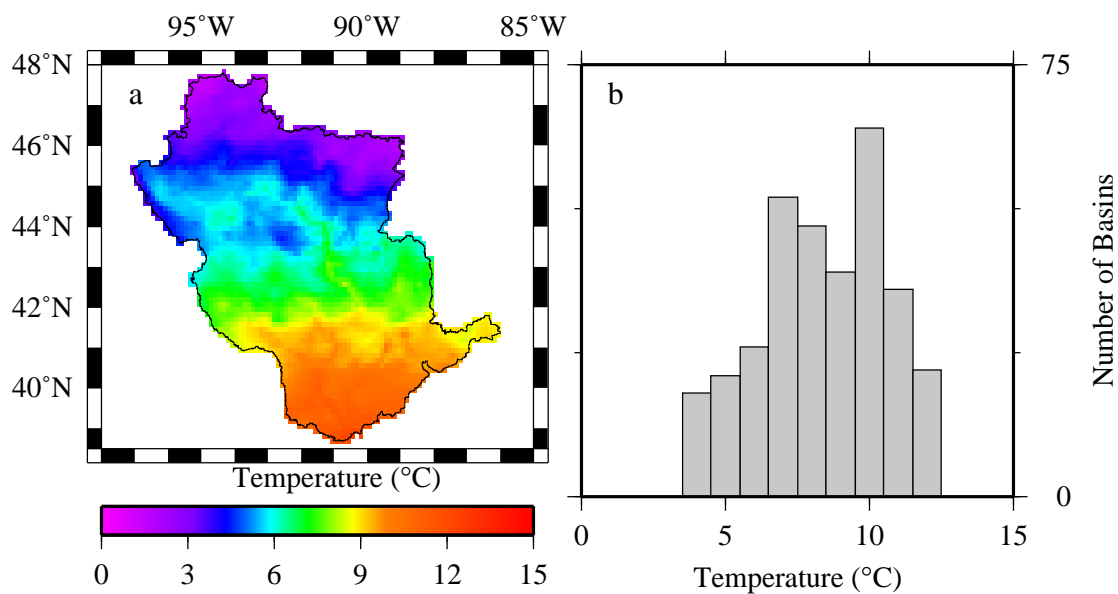 95˚W 90˚W 85˚W
48˚N
46˚N
44˚N
42˚N
40˚N
a
Temperature (°C)
0 3 6 9 12 15
b
75
0
Number of Basins
0 5 10 15
Temperature (°C)